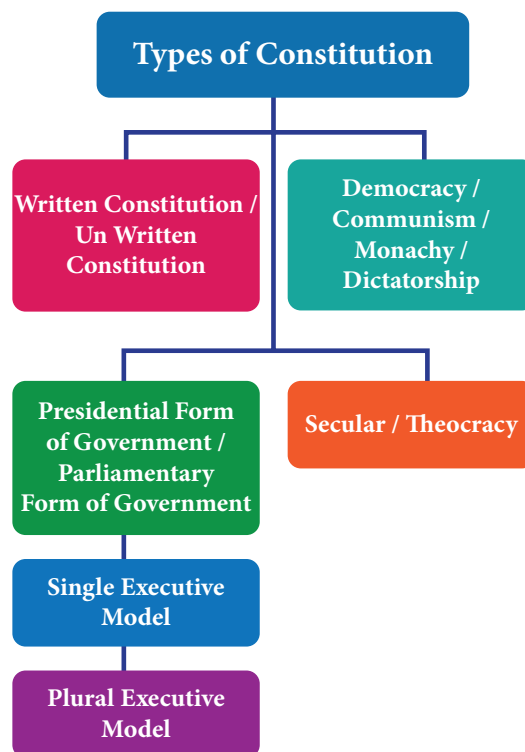 Types of Constitution
Written Constitution /
Un Written
Constitution
Democracy /
Communism /
Monachy /
Dictatorship
Presidential Form
of Government /
Parliamentary
Form of Government
Secular / Theocracy
Single Executive
Model
Plural Executive
Model